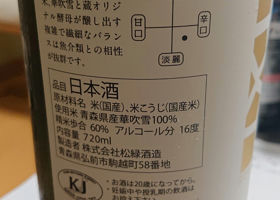 米、華吹雪と蔵オリジ
ナル酵母が醸し出す
複雑で繊細なバラン
スは魚介類との相性
が抜群です。
甘口
辛口
淡麗
品目 日本酒
原材料名 米(国産)、米こうじ(国産米)
使用米 青森県産華吹雪100%
精米歩合 60% アルコール分 16度
内容量 720ml
製造者 株式会社松緑酒造
青森県弘前市駒越町58番地
KJ
・お酒は20歳になってから。
・妊娠中や授乳期の飲酒は